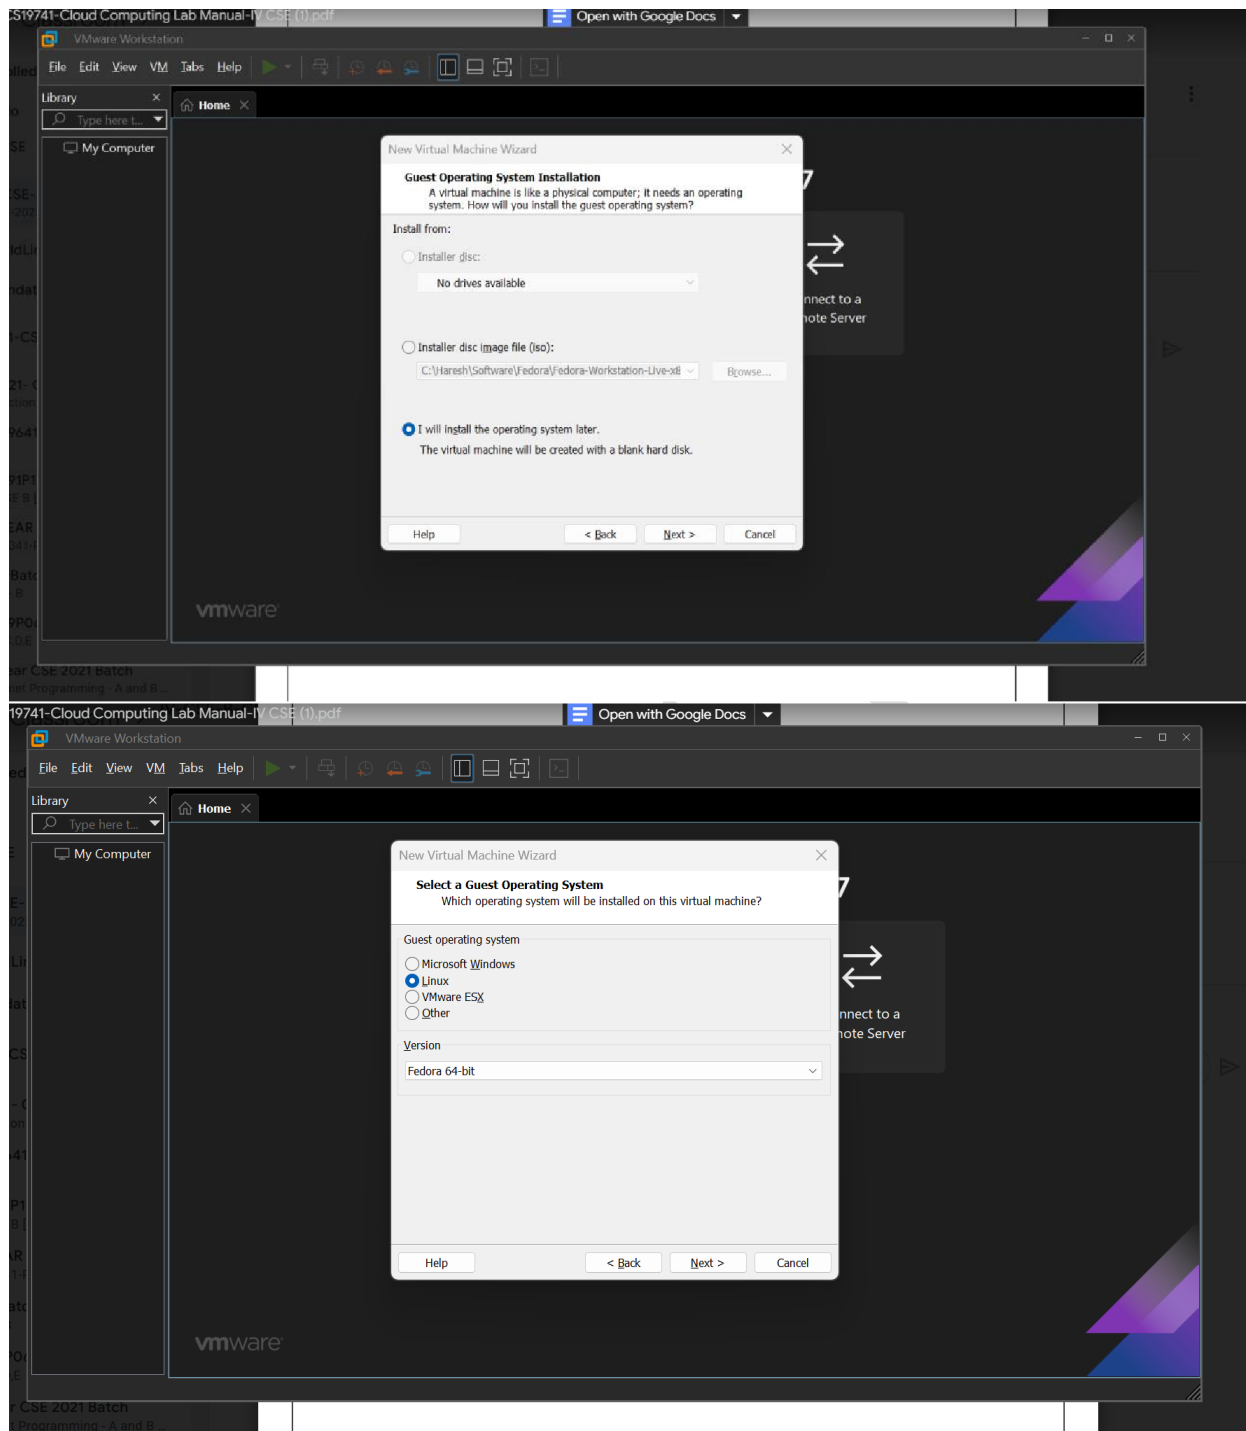 CS19741-Cloud Computing Lab Manual-IV CSE (1).pdf
Open with Google Docs
VMware Workstation
File Edit View VM Tabs Help
Library
Home
Type here t...
My Computer
New Virtual Machine Wizard
Guest Operating System Installation
A virtual machine is like a physical computer; it needs an operating
system. How will you install the guest operating system?
Install from:
Installer disc:
No drives available
nnect to a
note Server
Installer disc image file (iso):
C:\Haresh\Software\Fedora\Fedora-Workstation-Live-x8
Browse...
I will install the operating system later.
The virtual machine will be created with a blank hard disk.
Help
< Back
Next >
Cancel
vmware
ear CSE 2021 Batch
Programming - A and B ...
19741-Cloud Computing Lab Manual-IV CSE (1).pdf
Open with Google Docs
VMware Workstation
File Edit View VM Tabs Help
Library
Home
Type here t...
My Computer
New Virtual Machine Wizard
Select a Guest Operating System
Which operating system will be installed on this virtual machine?
Guest operating system
Microsoft Windows
Linux
VMware ESX
Other
nnect to a
note Server
Version
Fedora 64-bit
Help
< Back
Next >
Cancel
vmware
r CSE 2021 Batch
Programming - A and B ...